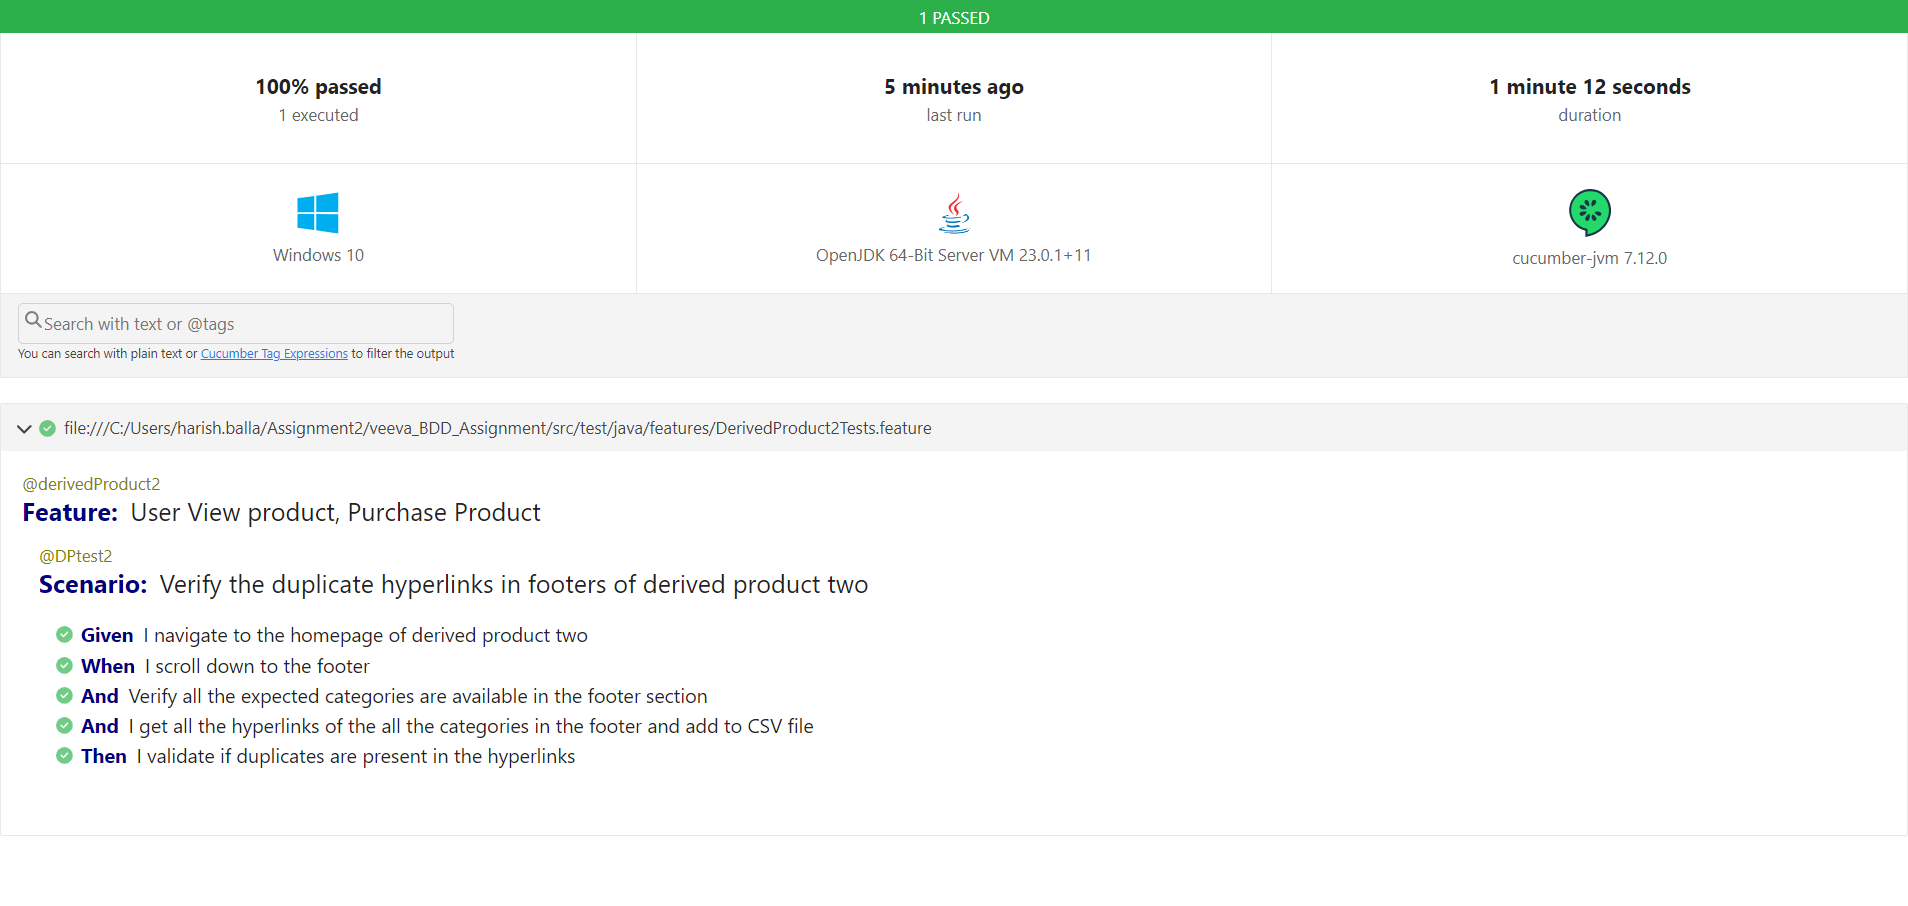 1 PASSED
100% passed
1 executed
5 minutes ago
last run
1 minute 12 seconds
duration
Windows 10
OpenJDK 64-Bit Server VM 23.0.1+11
cucumber-jvm 7.12.0
Search with text or @tags
You can search with plain text or Cucumber Tag Expressions to filter the output
file:///C:/Users/harish.balla/Assignment2/veeva_BDD_Assignment/src/test/java/features/DerivedProduct2Tests.feature
@derivedProduct2
Feature: User View product, Purchase Product
@DPtest2
Scenario: Verify the duplicate hyperlinks in footers of derived product two
Given I navigate to the homepage of derived product two
When I scroll down to the footer
And Verify all the expected categories are available in the footer section
And I get all the hyperlinks of the all the categories in the footer and add to CSV file
Then I validate if duplicates are present in the hyperlinks